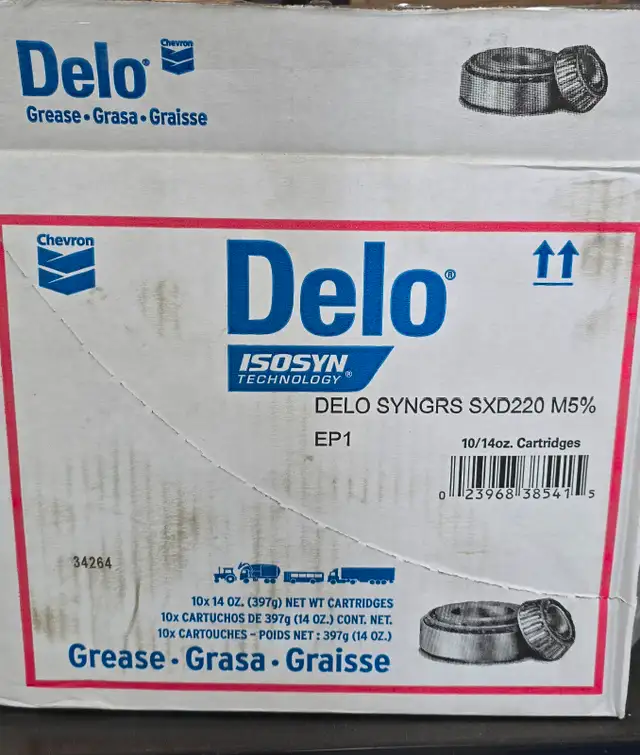 Chevron
Delo®
Grease • Grasa • Graisse
Chevron
Delo®
ISOSYN
TECHNOLOGY®
DELO SYNGRS SXD220 M5%
EP1
10/14oz. Cartridges
0 23968 38541 5
34264
10x 14 OZ. (397g) NET WT CARTRIDGES
10x CARTUCHOS DE 397g (14 OZ.) CONT. NET.
10x CARTOUCHES – POIDS NET : 397g (14 OZ.)
Grease • Grasa • Graisse